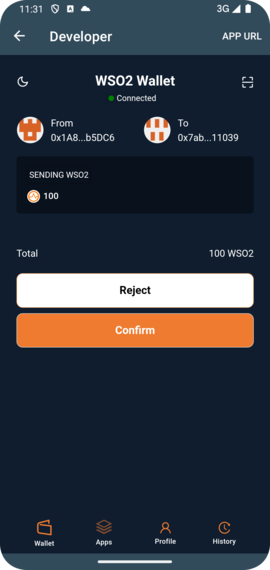 11:31 3G
Developer APP URL
WSO2 Wallet
Connected
From To
0x1A8...b5DC6 0x7ab...11039
SENDING WSO2
100
Total 100 WSO2
Reject
Confirm
Wallet Apps Profile History